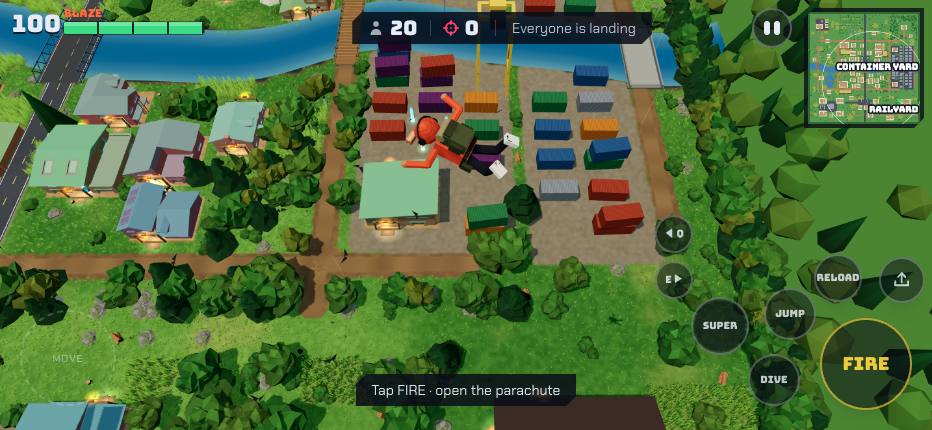 100
BLAZE
20
0
Everyone is landing
CONTAINER YARD
RAILYARD
Q
E
RELOAD
JUMP
SUPER
FIRE
DIVE
MOVE
Tap FIRE · open the parachute